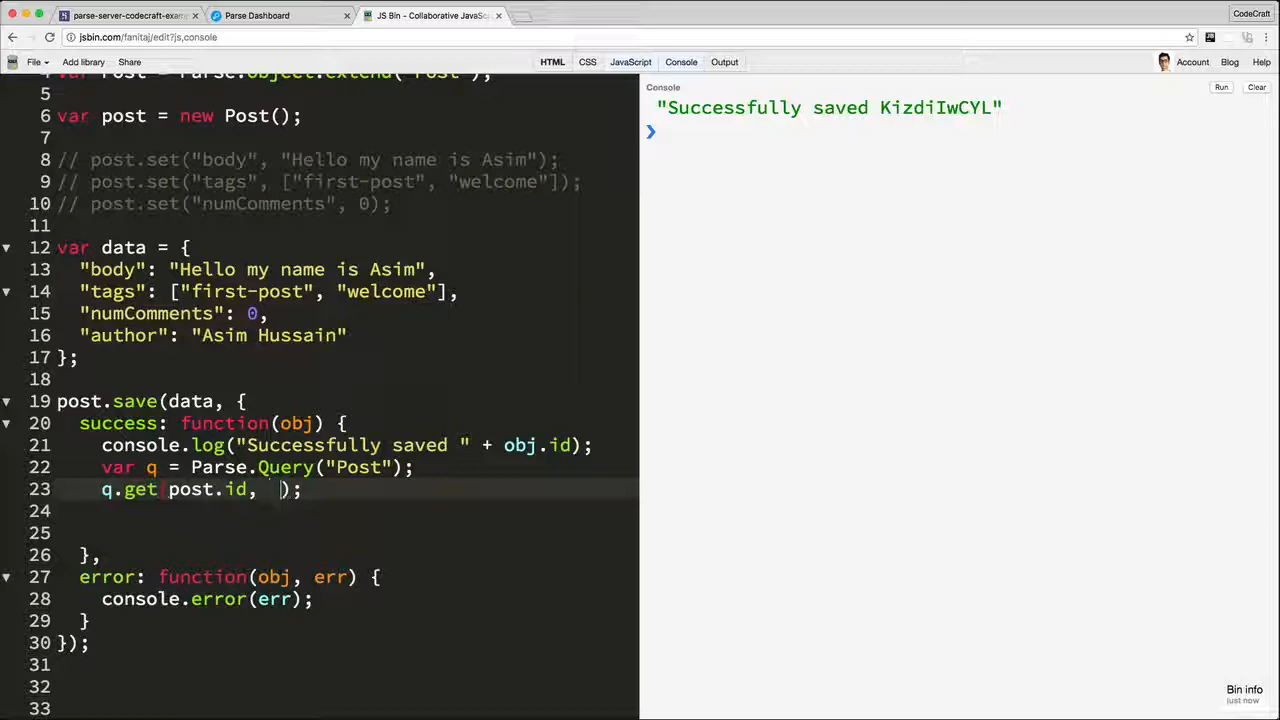 parse-server-codecraft-exam
Parse Dashboard
JS Bin - Collaborative JavaSc
CodeCraft
jsbin.com/fanitaj/edit?js,console
File
Add library
Share
HTML
CSS
JavaScript
Console
Output
Account
Blog
Help
4 var Post = Parse.Object.extend("Post");
5
6 var post = new Post();
7
8 // post.set("body", "Hello my name is Asim");
9 // post.set("tags", ["first-post", "welcome"]);
10 // post.set("numComments", 0);
11
12 var data = {
13 "body": "Hello my name is Asim",
14 "tags": ["first-post", "welcome"],
15 "numComments": 0,
16 "author": "Asim Hussain"
17 };
18
19 post.save(data, {
20 success: function(obj) {
21 console.log("Successfully saved " + obj.id);
22 var q = Parse.Query("Post");
23 q.get(post.id, );
24
25
26 },
27 error: function(obj, err) {
28 console.error(err);
29 }
30 });
31
32
33
Console
Run
Clear
"Successfully saved KizdiIwCYL"
Bin info
just now